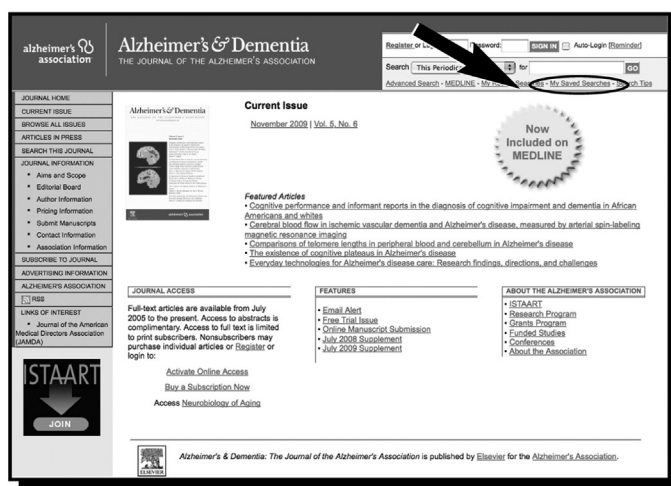 alzheimer's association
Alzheimer's & Dementia
THE JOURNAL OF THE ALZHEIMER'S ASSOCIATION
Register or Password: SIGN IN Auto-Login [Reminder]
Search This for GO
Advanced Search - MEDLINE - My Searches - My Saved Searches - Search Tips
JOURNAL HOME
CURRENT ISSUE
BROWSE ALL ISSUES
ARTICLES IN PRESS
SEARCH THIS JOURNAL
JOURNAL INFORMATION
• Aims and Scope
• Editorial Board
• Author Information
• Pricing Information
• Submit Manuscripts
• Contact Information
• Association Information
SUBSCRIBE TO JOURNAL
ADVERTISING INFORMATION
ALZHEIMER'S ASSOCIATION
RSS
LINKS OF INTEREST
• Journal of the American
Medical Directors Association
(JAMDA)
ISTAART
JOIN
Alzheimer's & Dementia
Current Issue
November 2009 | Vol. 5, No. 6
Now
Included on
MEDLINE
Featured Articles
• Cognitive performance and informant reports in the diagnosis of cognitive impairment and dementia in African
Americans and whites
• Cerebral blood flow in ischemic vascular dementia and Alzheimer's disease, measured by arterial spin-labeling
magnetic resonance imaging
• Comparisons of telomere lengths in peripheral blood and cerebellum in Alzheimer's disease
• The existence of cognitive plateaus in Alzheimer's disease
• Everyday technologies for Alzheimer's disease care: Research findings, directions, and challenges
JOURNAL ACCESS
Full-text articles are available from July
2005 to the present. Access to abstracts is
complimentary. Access to full text is limited
to print subscribers. Nonsubscribers may
purchase individual articles or Register or
login to:
Activate Online Access
Buy a Subscription Now
Access Neurobiology of Aging
FEATURES
• Email Alert
• Free Trial Issue
• Online Manuscript Submission
• July 2008 Supplement
• July 2009 Supplement
ABOUT THE ALZHEIMER'S ASSOCIATION
• ISTAART
• Research Program
• Grants Program
• Funded Studies
• Conferences
• About the Association
ELSEVIER
Alzheimer's & Dementia: The Journal of the Alzheimer's Association is published by Elsevier for the Alzheimer's Association.